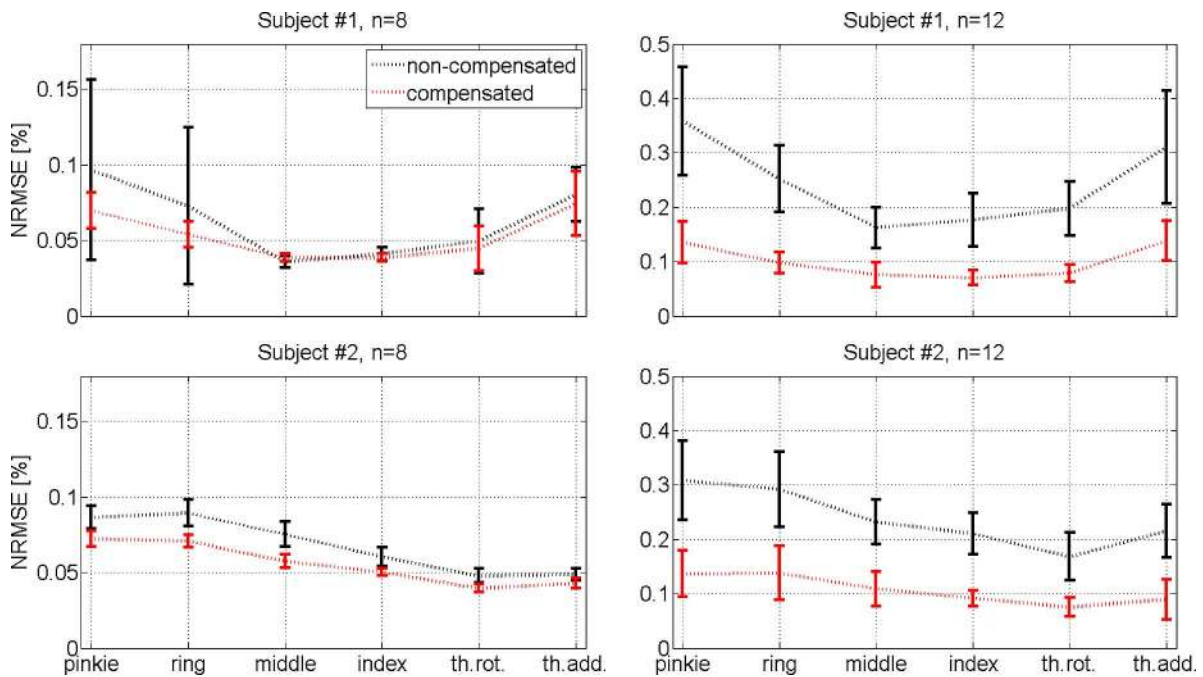 Subject #1, n=8
NRMSE [%]
0.15
0.1
0.05
0
non-compensated
compensated
Subject #1, n=12
0.5
0.4
0.3
0.2
0.1
0
Subject #2, n=8
NRMSE [%]
0.15
0.1
0.05
0
pinkie ring middle index th.rot. th.add.
Subject #2, n=12
0.5
0.4
0.3
0.2
0.1
0
pinkie ring middle index th.rot. th.add.